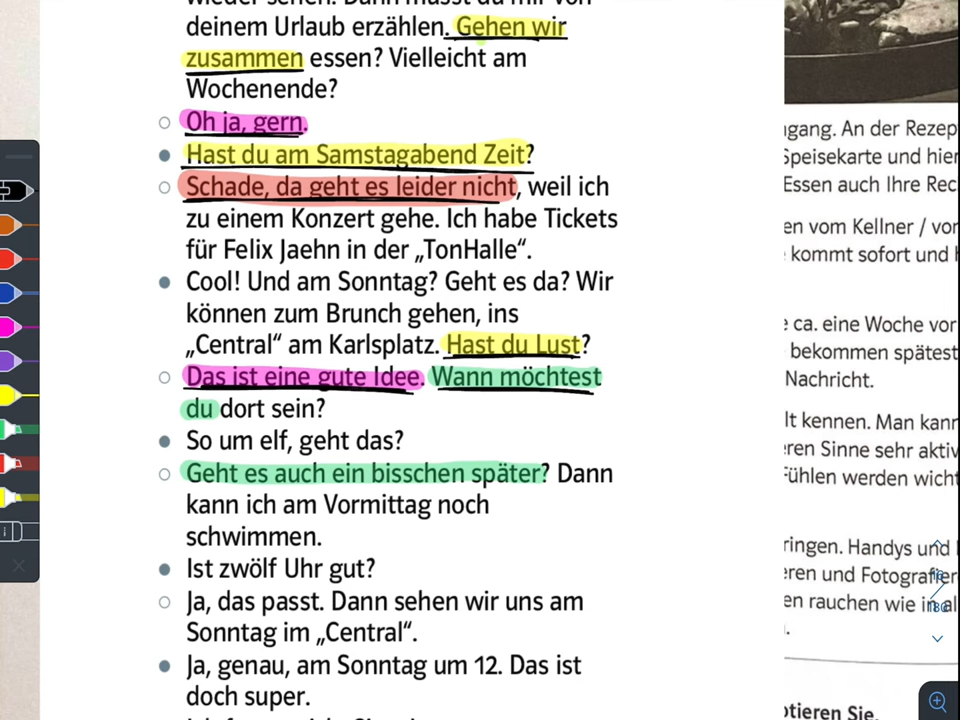 deinem Urlaub erzählen. Gehen wir
zusammen essen? Vielleicht am
Wochenende?
○ Oh ja, gern.
● Hast du am Samstagabend Zeit?
○ Schade, da geht es leider nicht, weil ich
zu einem Konzert gehe. Ich habe Tickets
für Felix Jaehn in der „TonHalle“.
● Cool! Und am Sonntag? Geht es da? Wir
können zum Brunch gehen, ins
„Central“ am Karlsplatz. Hast du Lust?
○ Das ist eine gute Idee. Wann möchtest
du dort sein?
● So um elf, geht das?
○ Geht es auch ein bisschen später? Dann
kann ich am Vormittag noch
schwimmen.
● Ist zwölf Uhr gut?
○ Ja, das passt. Dann sehen wir uns am
Sonntag im „Central“.
● Ja, genau, am Sonntag um 12. Das ist
doch super.
ngang. An der Rezep
Speisekarte und hier
Essen auch Ihre Rec
en vom Kellner / vor
kommt sofort und h
e ca. eine Woche vor
bekommen spätest
Nachricht.
lt kennen. Man kann
ren Sinne sehr aktiv
Fühlen werden wicht
ringen. Handys und
eren und Fotografier
en rauchen wie in al
otieren Sie.